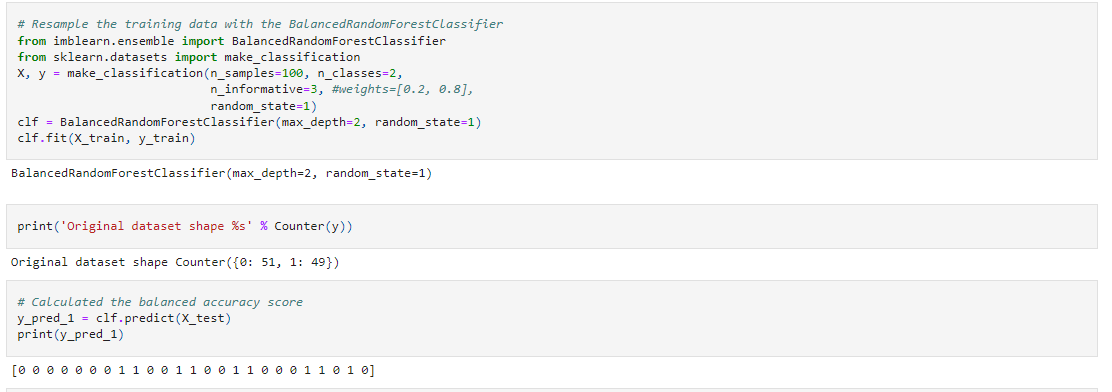 # Resample the training data with the BalancedRandomForestClassifier
from imblearn.ensemble import BalancedRandomForestClassifier
from sklearn.datasets import make_classification
X, y = make_classification(n_samples=100, n_classes=2,
n_informative=3, #weights=[0.2, 0.8],
random_state=1)
clf = BalancedRandomForestClassifier(max_depth=2, random_state=1)
clf.fit(X_train, y_train)
BalancedRandomForestClassifier(max_depth=2, random_state=1)
print('Original dataset shape %s' % Counter(y))
Original dataset shape Counter({0: 51, 1: 49})
# Calculated the balanced accuracy score
y_pred_1 = clf.predict(X_test)
print(y_pred_1)
[0 0 0 0 0 0 0 1 1 0 0 1 1 0 0 1 1 0 0 0 1 1 0 1 0]